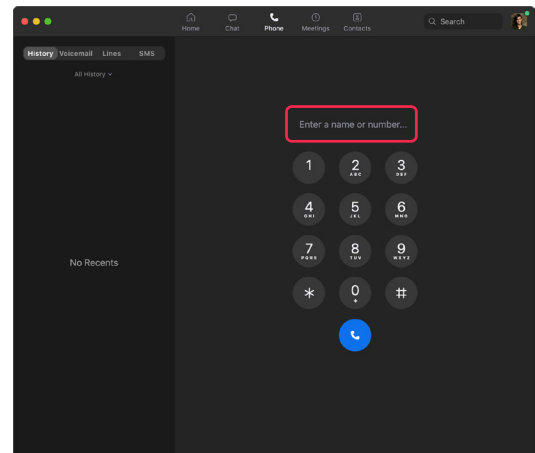 Home Chat Phone Meetings Contacts Search
History Voicemail Lines SMS
All History
Enter a name or number...
1 2 3
ABC DEF
4 5 6
GHI JKL MNO
7 8 9
PQRS TUV WXYZ
* 0 #
+
No Recents